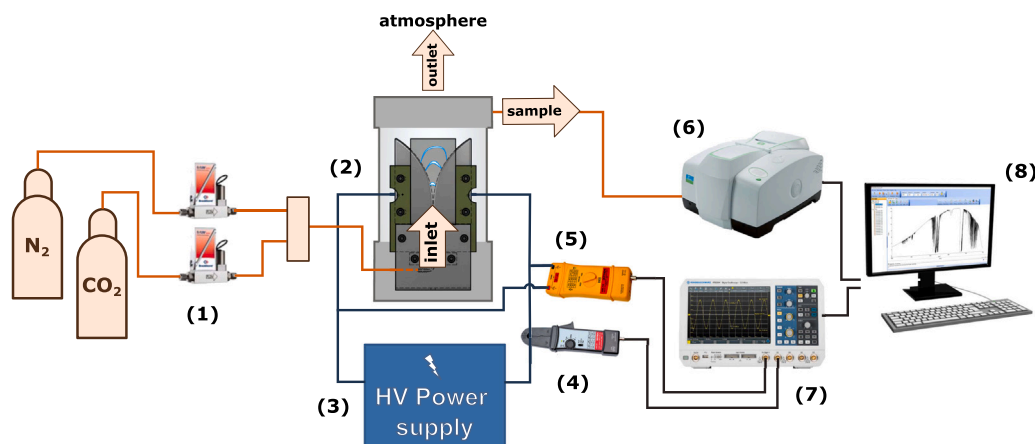 atmosphere
outlet
sample
(6)
(2)
(8)
N2
inlet
(5)
CO2
(1)
(4)
(7)
(3)
HV Power
supply